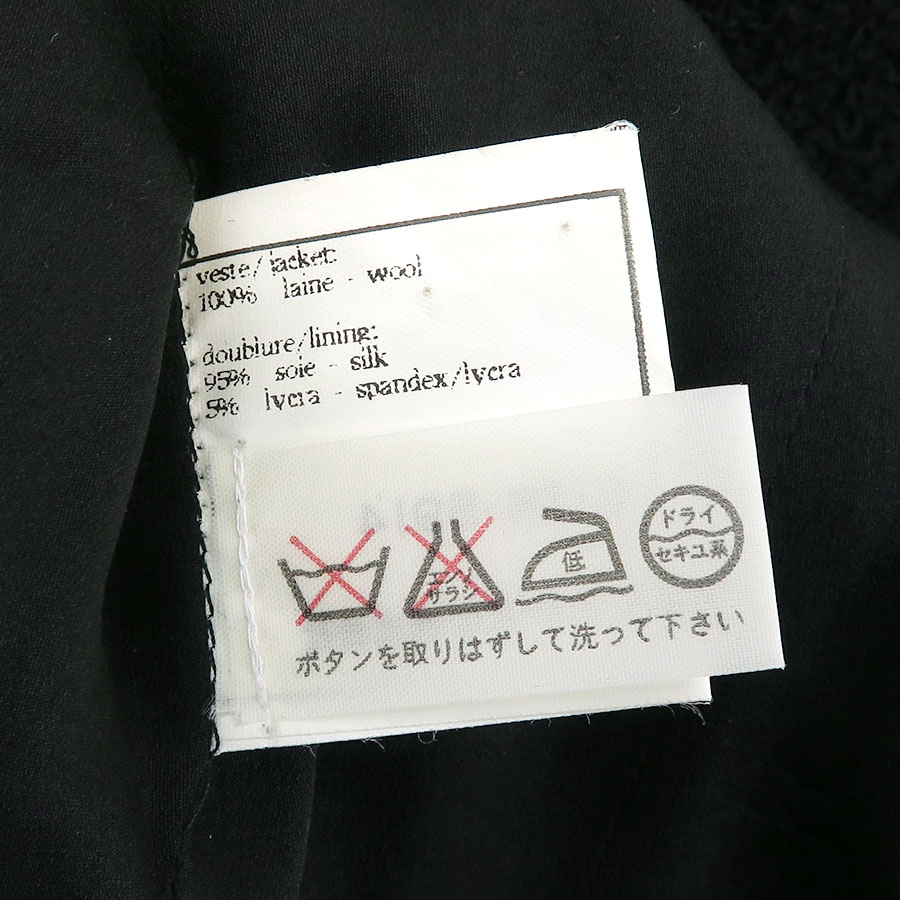 veste/jacket:
100% laine - wool
doublure/lining:
95% soie - silk
5% lycra - spandex/lycra
エンソ
サラシ
低
ドライ
セキユ系
ボタンを取りはずして洗って下さい